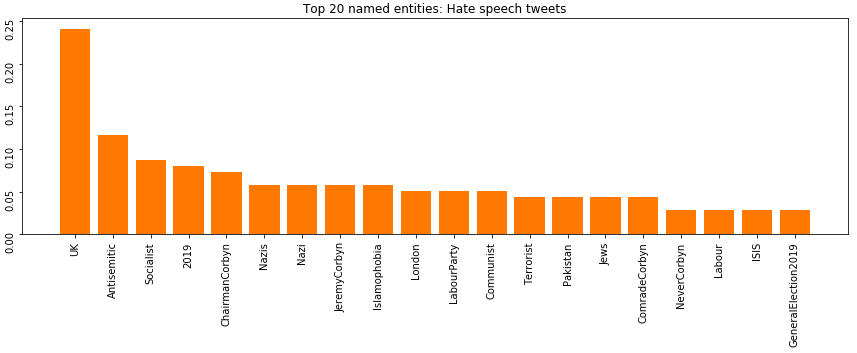 Top 20 named entities: Hate speech tweets
0.25
0.20
0.15
0.10
0.05
0.00
UK
Antisemitic
Socialist
2019
ChairmanCorbyn
Nazis
Nazi
JeremyCorbyn
Islamophobia
London
LabourParty
Communist
Terrorist
Pakistan
Jews
ComradeCorbyn
NeverCorbyn
Labour
ISIS
GeneralElection2019